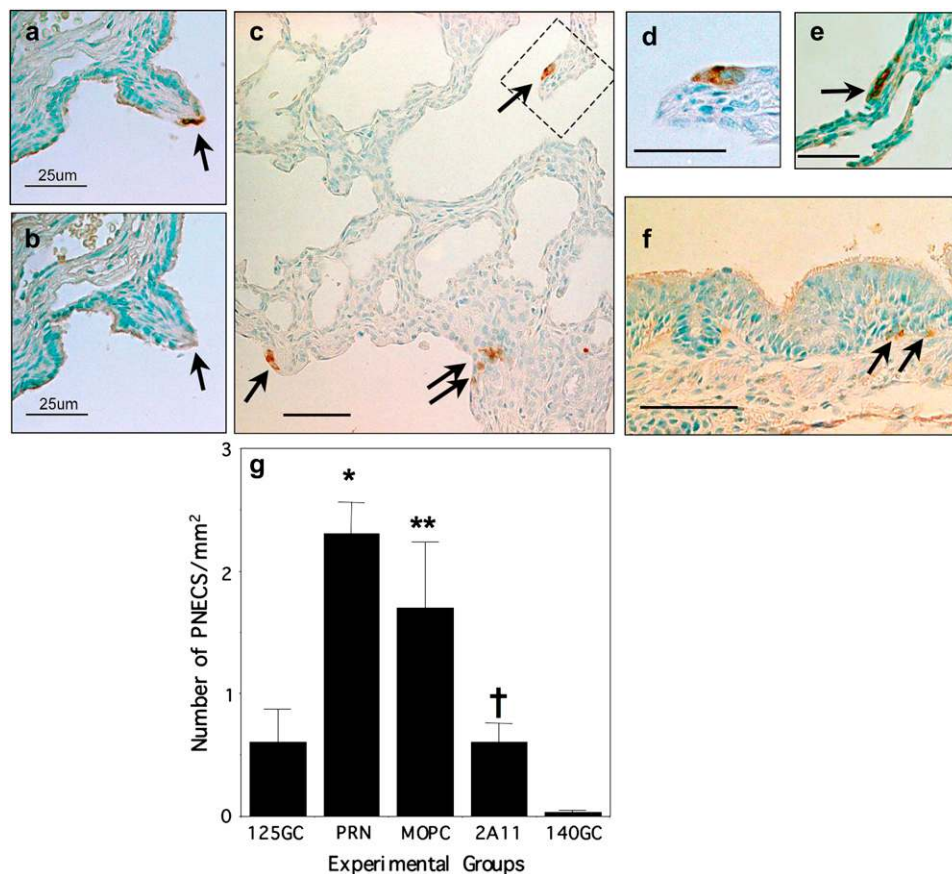 a
25um
b
25um
c
d
e
f
g
3
2
1
0
Number of PNECS/mm²
*
**
†
125GC PRN MOPC 2A11 140GC
Experimental Groups